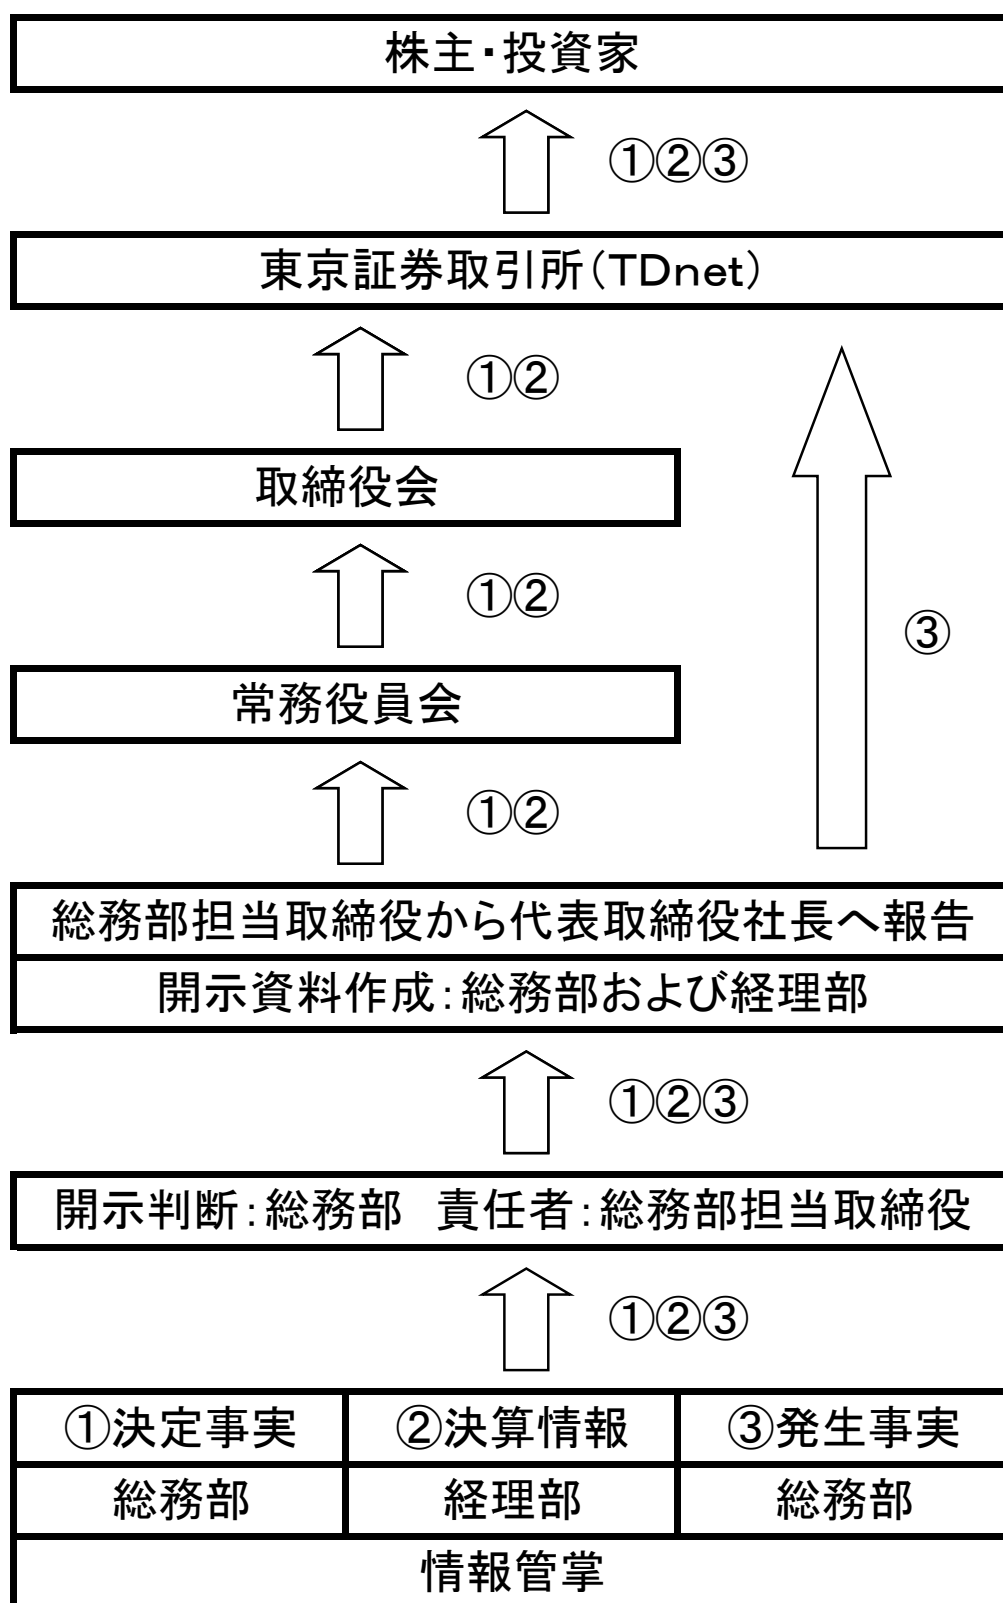 株主・投資家
①②③
東京証券取引所(TDnet)
①②
取締役会
①②
③
常務役員会
①②
総務部担当取締役から代表取締役社長へ報告
開示資料作成:総務部および経理部
①②③
開示判断:総務部　責任者:総務部担当取締役
①②③
①決定事実 ②決算情報 ③発生事実
総務部 経理部 総務部
情報管掌